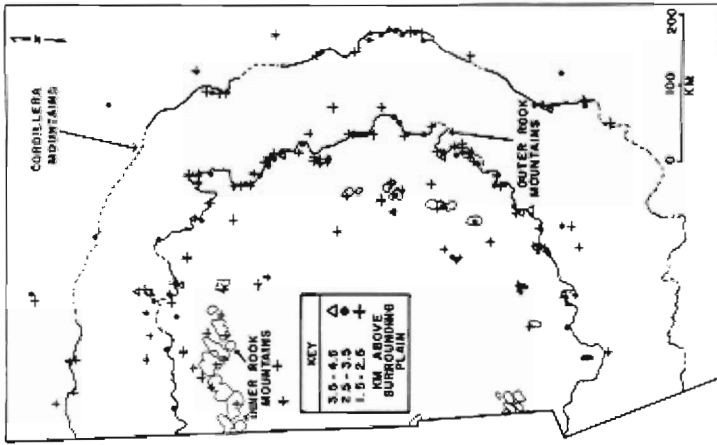 CORDILLERA
MOUNTAINS
OUTER ROOK
MOUNTAINS
INNER ROOK
MOUNTAINS
KEY
3.5 - 4.5
2.5 - 3.5
1.5 - 2.5
KM ABOVE
SURROUNDING
PLAIN
0 100 200
KM